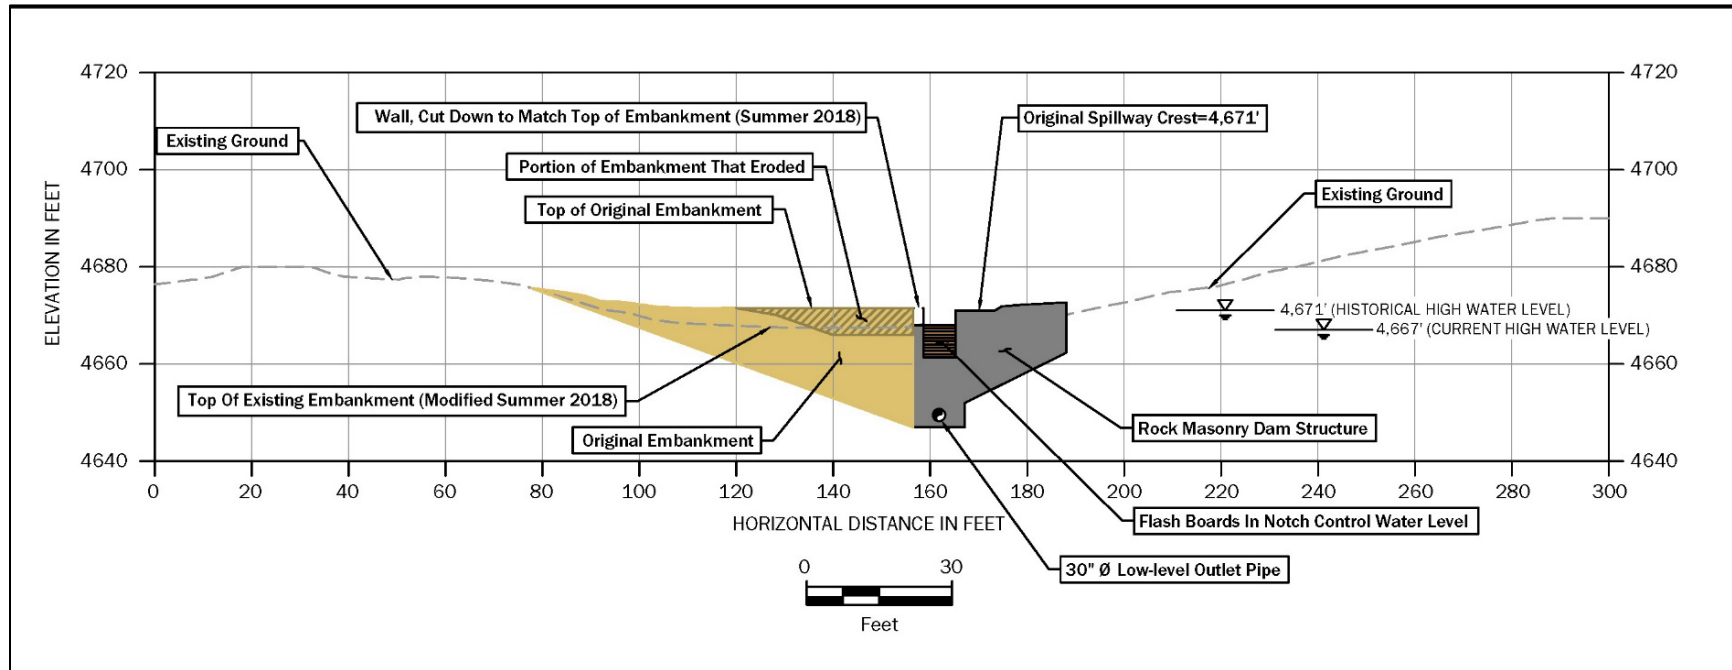 4720
4720
Wall, Cut Down to Match Top of Embankment (Summer 2018)
Original Spillway Crest=4,671'
Existing Ground
Portion of Embankment That Eroded
4700
4700
Existing Ground
Top of Original Embankment
ELEVATION IN FEET
ELEVATION IN FEET
4680
4680
4,671' (HISTORICAL HIGH WATER LEVEL)
4,667' (CURRENT HIGH WATER LEVEL)
4660
4660
Top Of Existing Embankment (Modified Summer 2018)
Rock Masonry Dam Structure
Original Embankment
4640
4640
0 20 40 60 80 100 120 140 160 180 200 220 240 260 280 300
HORIZONTAL DISTANCE IN FEET
Flash Boards In Notch Control Water Level
30" Ø Low-level Outlet Pipe
0 30
Feet